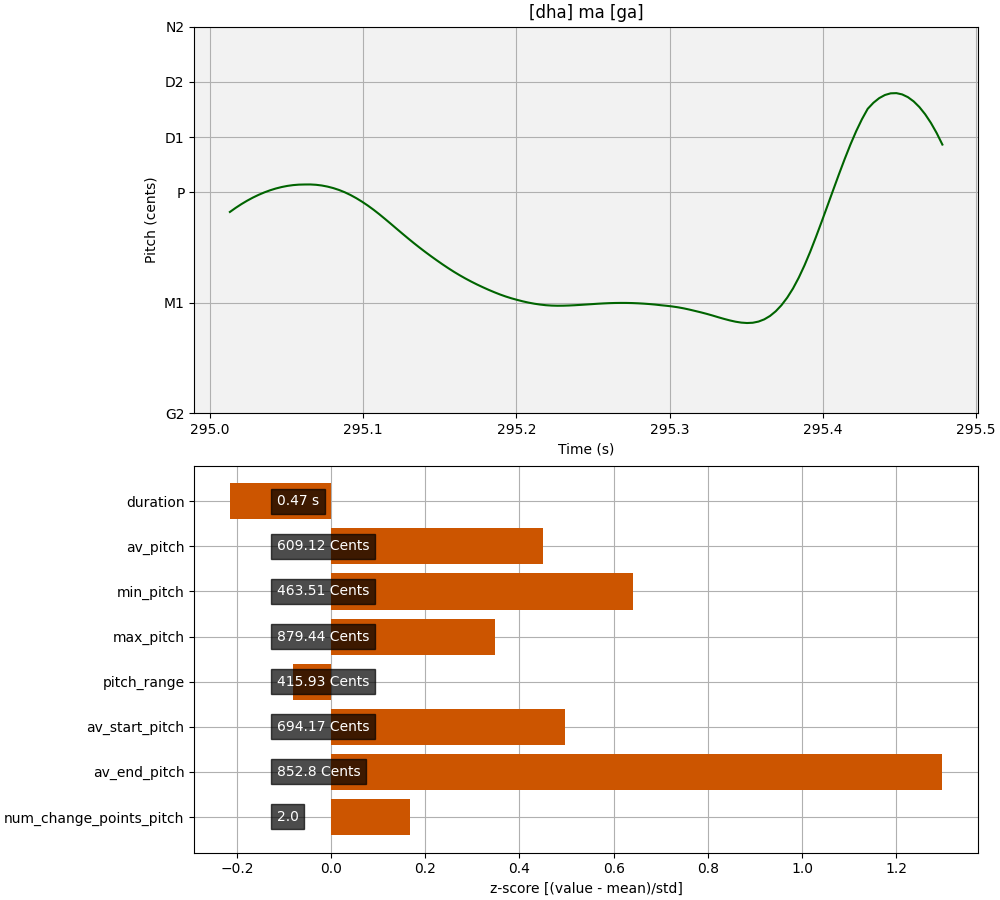 [dha] ma [ga]
N2
D2
D1
P
M1
G2
Pitch (cents)
295.0 295.1 295.2 295.3 295.4 295.5
Time (s)
duration 0.47 s
av_pitch 609.12 Cents
min_pitch 463.51 Cents
max_pitch 879.44 Cents
pitch_range 415.93 Cents
av_start_pitch 694.17 Cents
av_end_pitch 852.8 Cents
num_change_points_pitch 2.0
−0.2 0.0 0.2 0.4 0.6 0.8 1.0 1.2
z-score [(value - mean)/std]